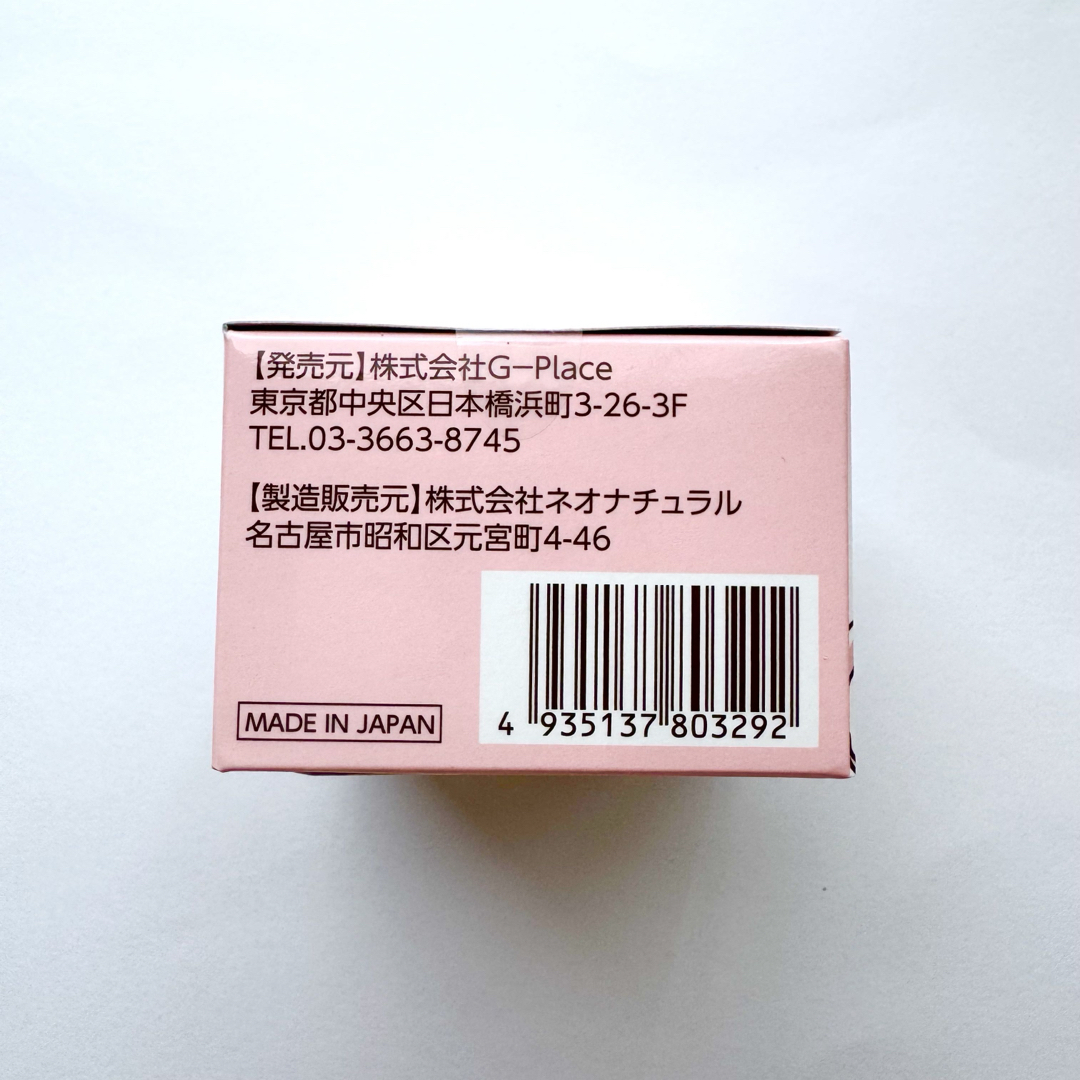 【発売元】株式会社G-Place
東京都中央区日本橋浜町3-26-3F
TEL.03-3663-8745
【製造販売元】株式会社ネオナチュラル
名古屋市昭和区元宮町4-46
MADE IN JAPAN
4 935137 803292